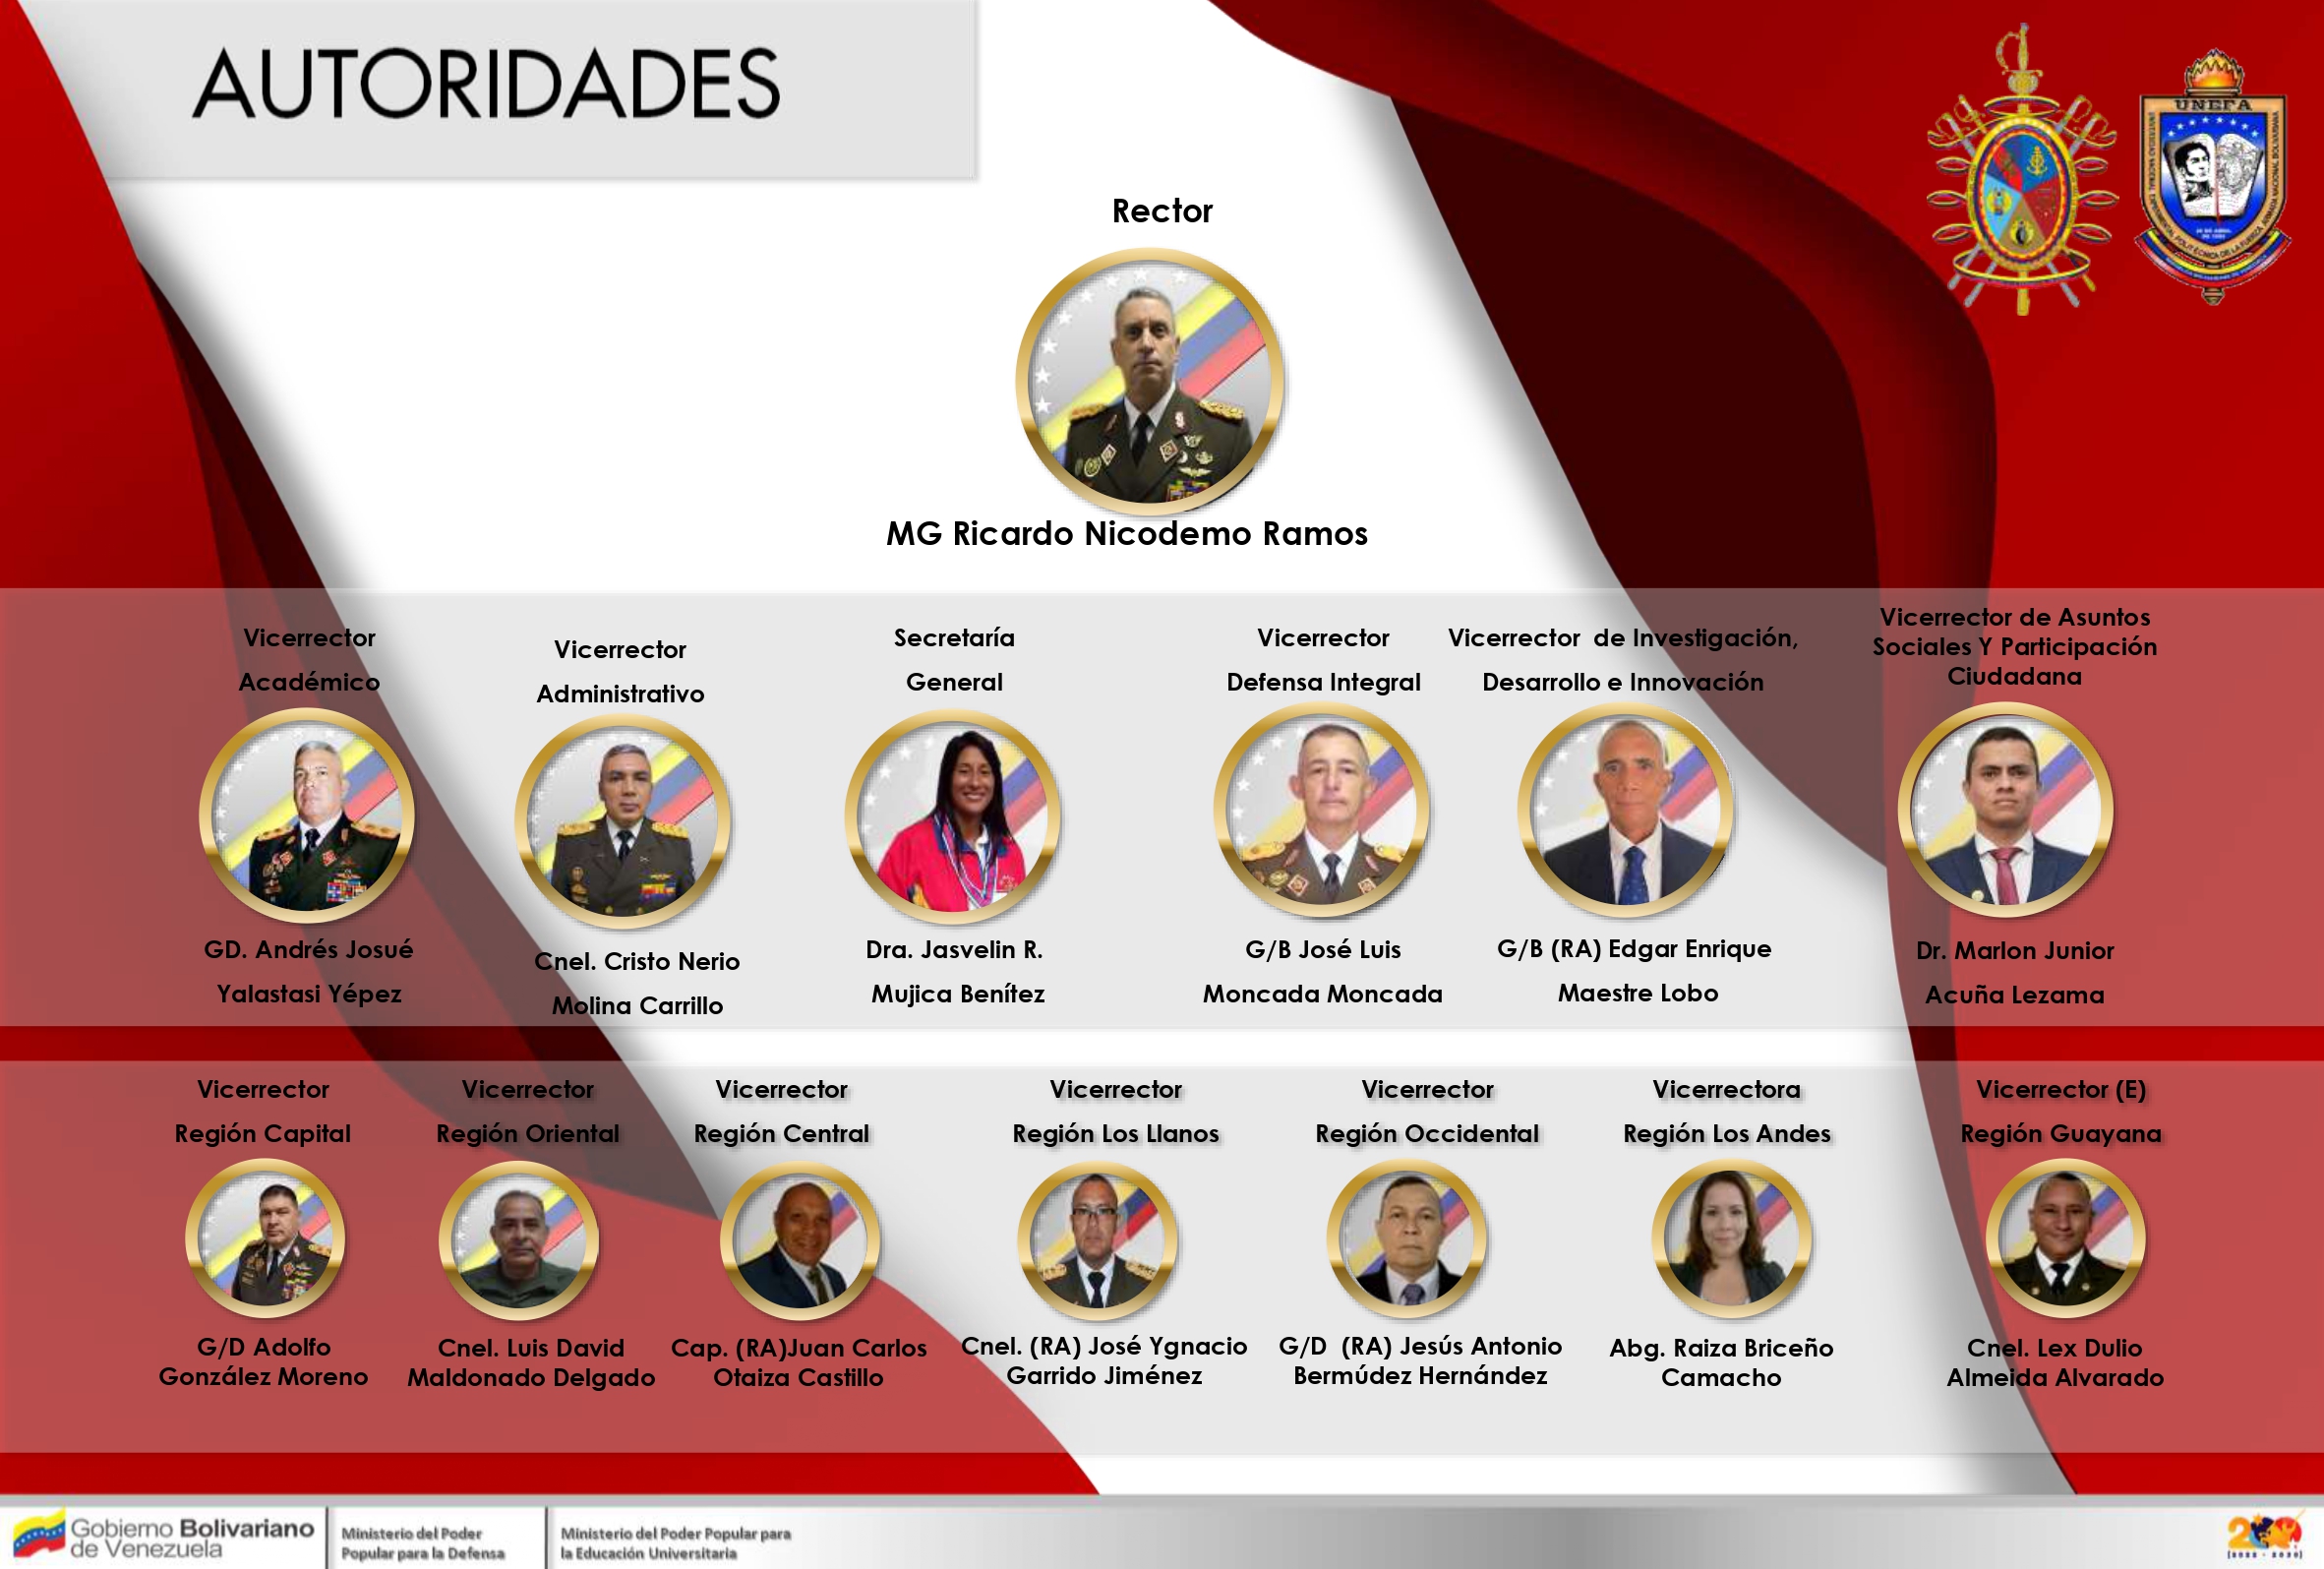 AUTORIDADES
UNEFA
Rector
MG Ricardo Nicodemo Ramos
Vicerrector
Académico
Vicerrector
Administrativo
Secretaría
General
Vicerrector
Defensa Integral
Vicerrector de Investigación,
Desarrollo e Innovación
Vicerrector de Asuntos
Sociales Y Participación
Ciudadana
GD. Andrés Josué
Yalastasi Yépez
Cnel. Cristo Nerio
Molina Carrillo
Dra. Jasvelin R.
Mujica Benítez
G/B José Luis
Moncada Moncada
G/B (RA) Edgar Enrique
Maestre Lobo
Dr. Marlon Junior
Acuña Lezama
Vicerrector
Región Capital
Vicerrector
Región Oriental
Vicerrector
Región Central
Vicerrector
Región Los Llanos
Vicerrector
Región Occidental
Vicerrectora
Región Los Andes
Vicerrector (E)
Región Guayana
G/D Adolfo
González Moreno
Cnel. Luis David
Maldonado Delgado
Cap. (RA)Juan Carlos
Otaiza Castillo
Cnel. (RA) José Ygnacio
Garrido Jiménez
G/D (RA) Jesús Antonio
Bermúdez Hernández
Abg. Raiza Briceño
Camacho
Cnel. Lex Dulio
Almeida Alvarado
Gobierno Bolivariano
de Venezuela
Ministerio del Poder
Popular para la Defensa
Ministerio del Poder Popular para
la Educación Universitaria
200